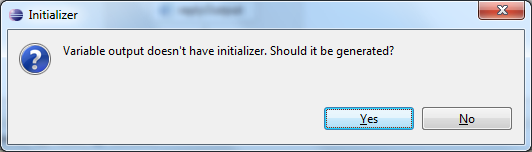 Initializer
Variable output doesn't have initializer. Should it be generated?
Yes
No